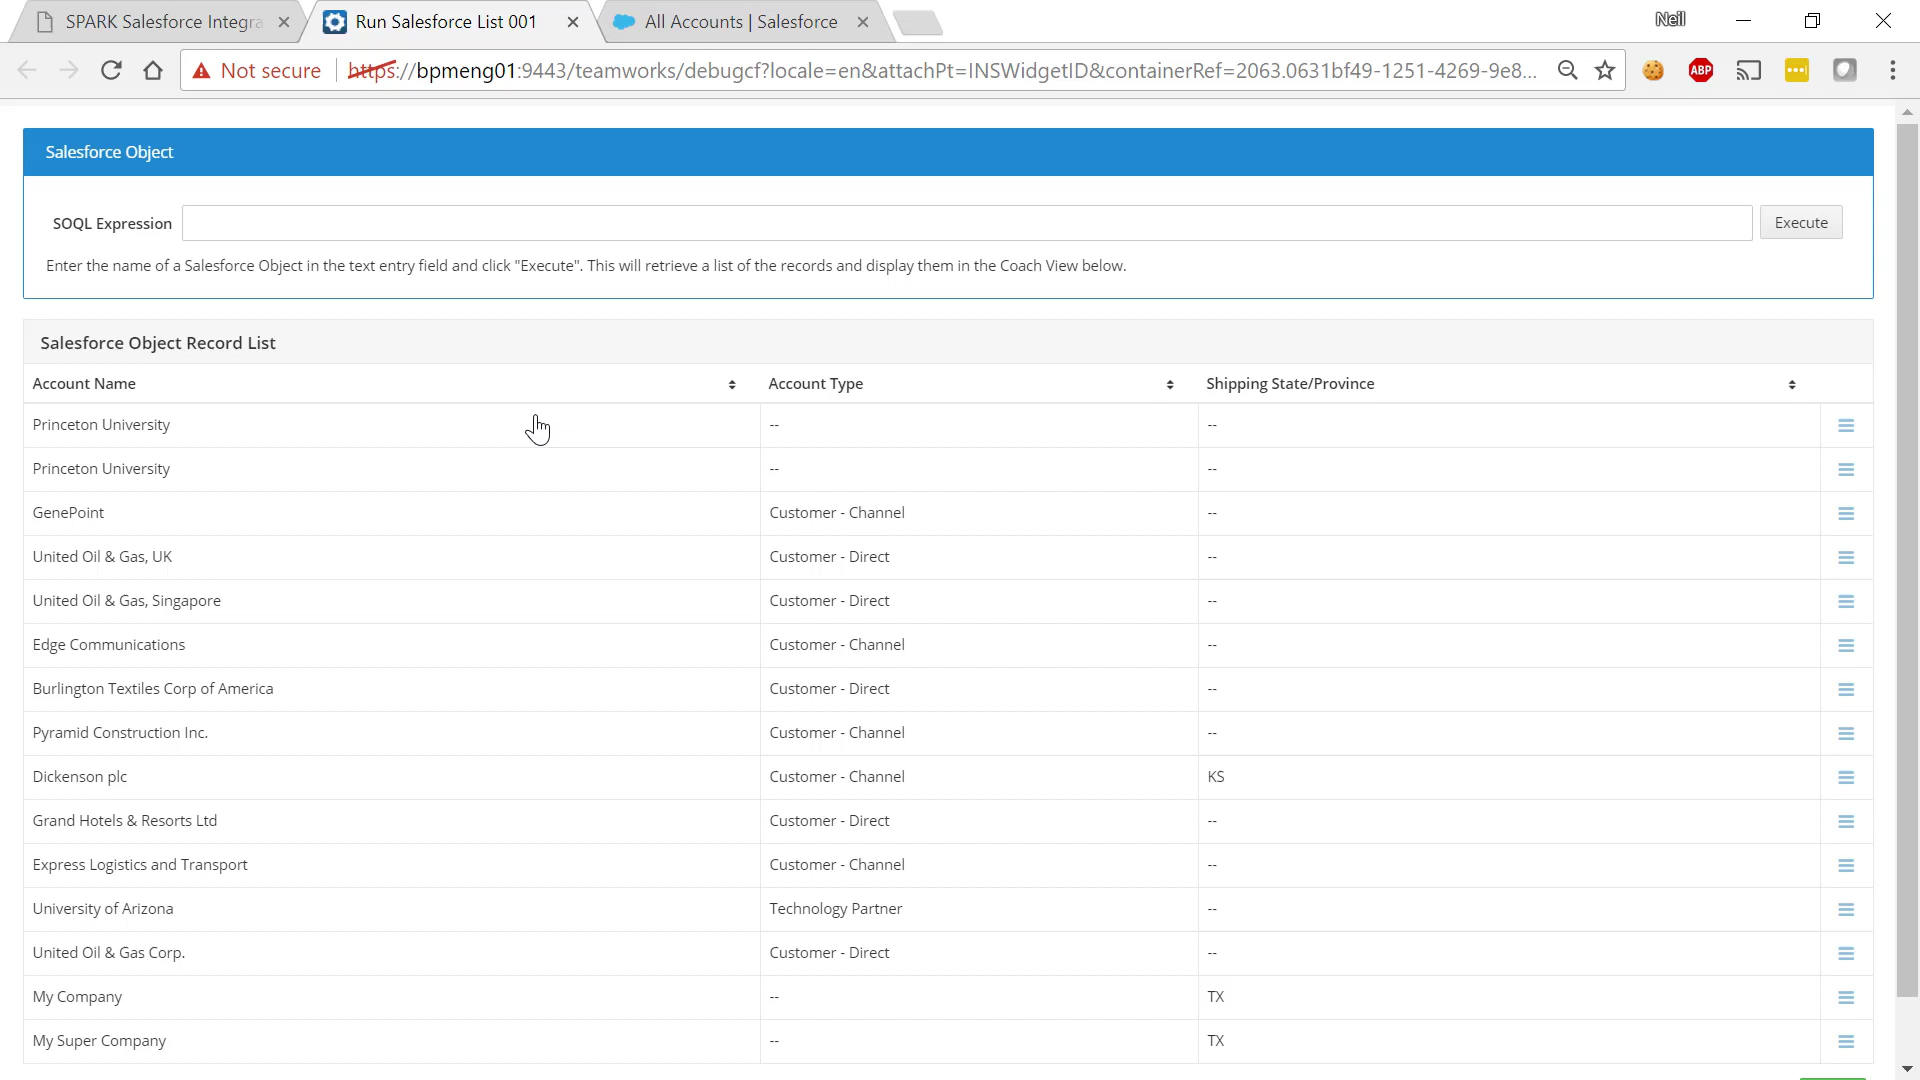 SPARK Salesforce Integra
Run Salesforce List 001
All Accounts | Salesforce
Neil
Not secure
https://bpmeng01:9443/teamworks/debugcf?locale=en&attachPt=INSWidgetID&containerRef=2063.0631bf49-1251-4269-9e8...
ABP
Salesforce Object
SOQL Expression
Execute
Enter the name of a Salesforce Object in the text entry field and click "Execute". This will retrieve a list of the records and display them in the Coach View below.
Salesforce Object Record List
Account Name Account Type Shipping State/Province
Princeton University -- --
Princeton University -- --
GenePoint Customer - Channel --
United Oil & Gas, UK Customer - Direct --
United Oil & Gas, Singapore Customer - Direct --
Edge Communications Customer - Channel --
Burlington Textiles Corp of America Customer - Direct --
Pyramid Construction Inc. Customer - Channel --
Dickenson plc Customer - Channel KS
Grand Hotels & Resorts Ltd Customer - Direct --
Express Logistics and Transport Customer - Channel --
University of Arizona Technology Partner --
United Oil & Gas Corp. Customer - Direct --
My Company -- TX
My Super Company -- TX